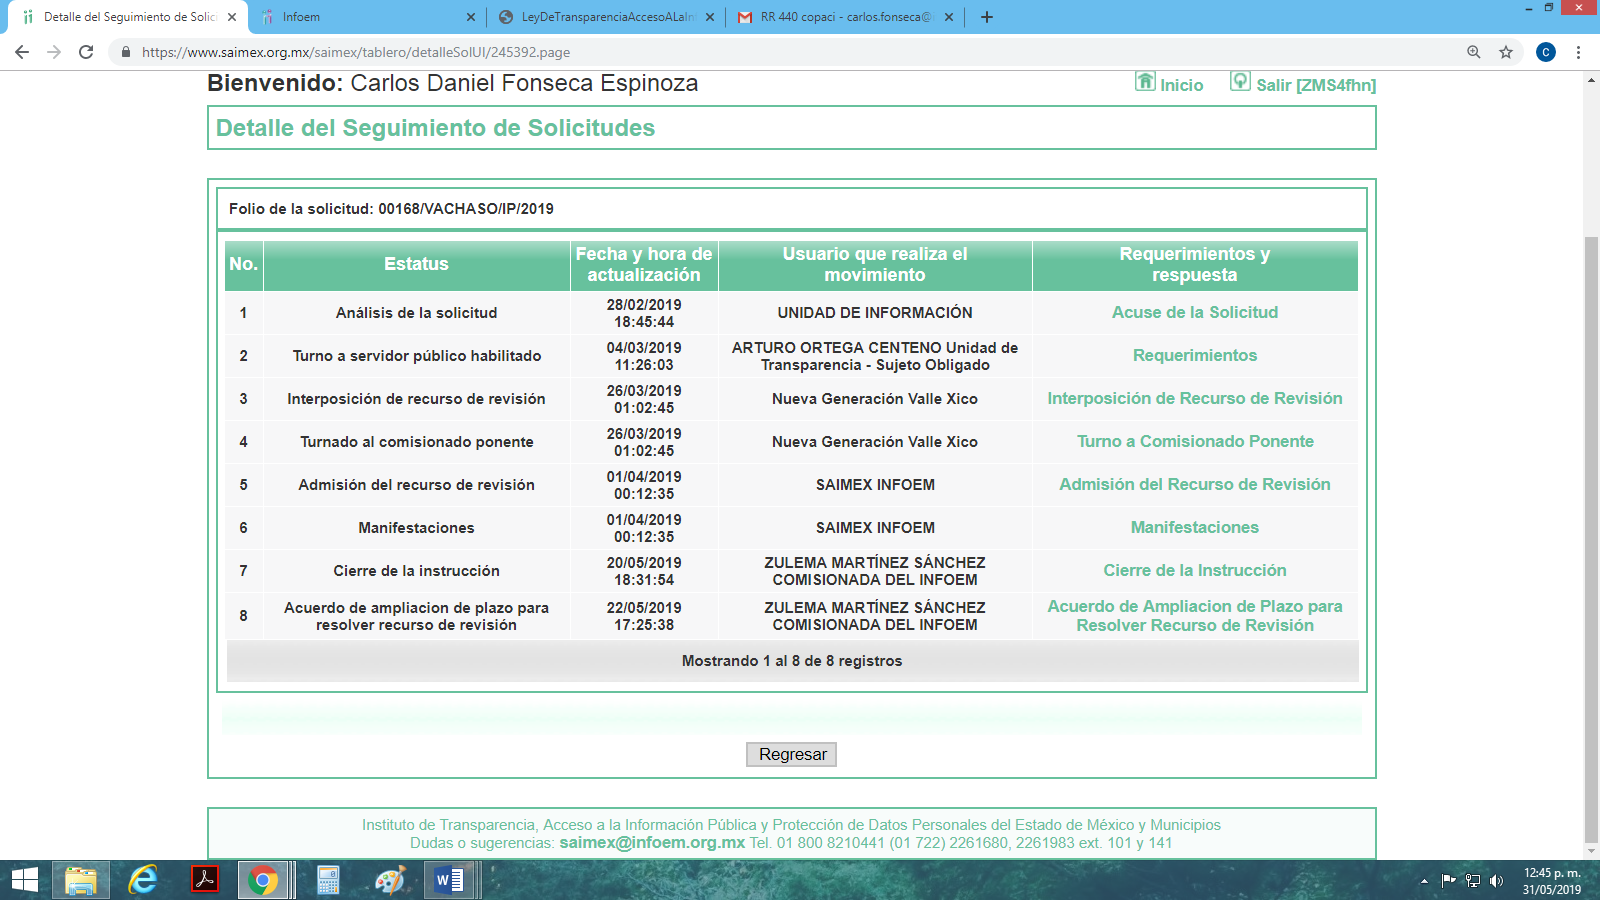 Detalle del Seguimiento de Solici
Infoem
LeyDeTransparenciaAccesoALaInf
RR 440 copaci - carlos.fonseca@
https://www.saimex.org.mx/saimex/tablero/detalleSolUI/245392.page
C
Bienvenido: Carlos Daniel Fonseca Espinoza
Inicio
Salir [ZMS4fhn]
Detalle del Seguimiento de Solicitudes
Folio de la solicitud: 00168/VACHASO/IP/2019
No. Estatus Fecha y hora de actualización Usuario que realiza el movimiento Requerimientos y respuesta
1 Análisis de la solicitud 28/02/2019 18:45:44 UNIDAD DE INFORMACIÓN Acuse de la Solicitud
2 Turno a servidor público habilitado 04/03/2019 11:26:03 ARTURO ORTEGA CENTENO Unidad de Transparencia - Sujeto Obligado Requerimientos
3 Interposición de recurso de revisión 26/03/2019 01:02:45 Nueva Generación Valle Xico Interposición de Recurso de Revisión
4 Turnado al comisionado ponente 26/03/2019 01:02:45 Nueva Generación Valle Xico Turno a Comisionado Ponente
5 Admisión del recurso de revisión 01/04/2019 00:12:35 SAIMEX INFOEM Admisión del Recurso de Revisión
6 Manifestaciones 01/04/2019 00:12:35 SAIMEX INFOEM Manifestaciones
7 Cierre de la instrucción 20/05/2019 18:31:54 ZULEMA MARTÍNEZ SÁNCHEZ COMISIONADA DEL INFOEM Cierre de la Instrucción
8 Acuerdo de ampliacion de plazo para resolver recurso de revisión 22/05/2019 17:25:38 ZULEMA MARTÍNEZ SÁNCHEZ COMISIONADA DEL INFOEM Acuerdo de Ampliacion de Plazo para Resolver Recurso de Revisión
Mostrando 1 al 8 de 8 registros
Regresar
Instituto de Transparencia, Acceso a la Información Pública y Protección de Datos Personales del Estado de México y Municipios
Dudas o sugerencias: saimex@infoem.org.mx Tel. 01 800 8210441 (01 722) 2261680, 2261983 ext. 101 y 141
12:45 p. m.
31/05/2019